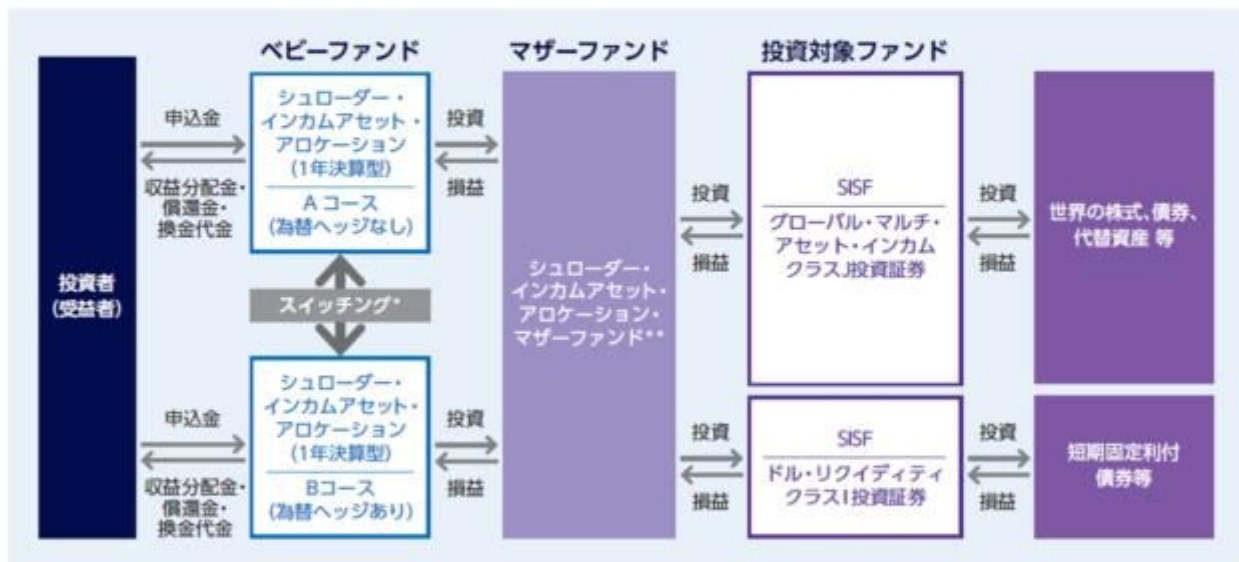 ベビーファンド
マザーファンド
投資対象ファンド
投資者
(受益者)
申込金
収益分配金・
償還金・
換金代金
シュローダー・
インカムアセット・
アロケーション
(1年決算型)
Aコース
(為替ヘッジなし)
投資
損益
スイッチング*
申込金
収益分配金・
償還金・
換金代金
シュローダー・
インカムアセット・
アロケーション
(1年決算型)
Bコース
(為替ヘッジあり)
投資
損益
シュローダー・
インカムアセット・
アロケーション・
マザーファンド**
投資
損益
SISF
グローバル・マルチ・
アセット・インカム
クラスJ投資証券
投資
損益
世界の株式、債券、
代替資産 等
投資
損益
SISF
ドル・リクイディティ
クラスI投資証券
投資
損益
短期固定利付
債券等